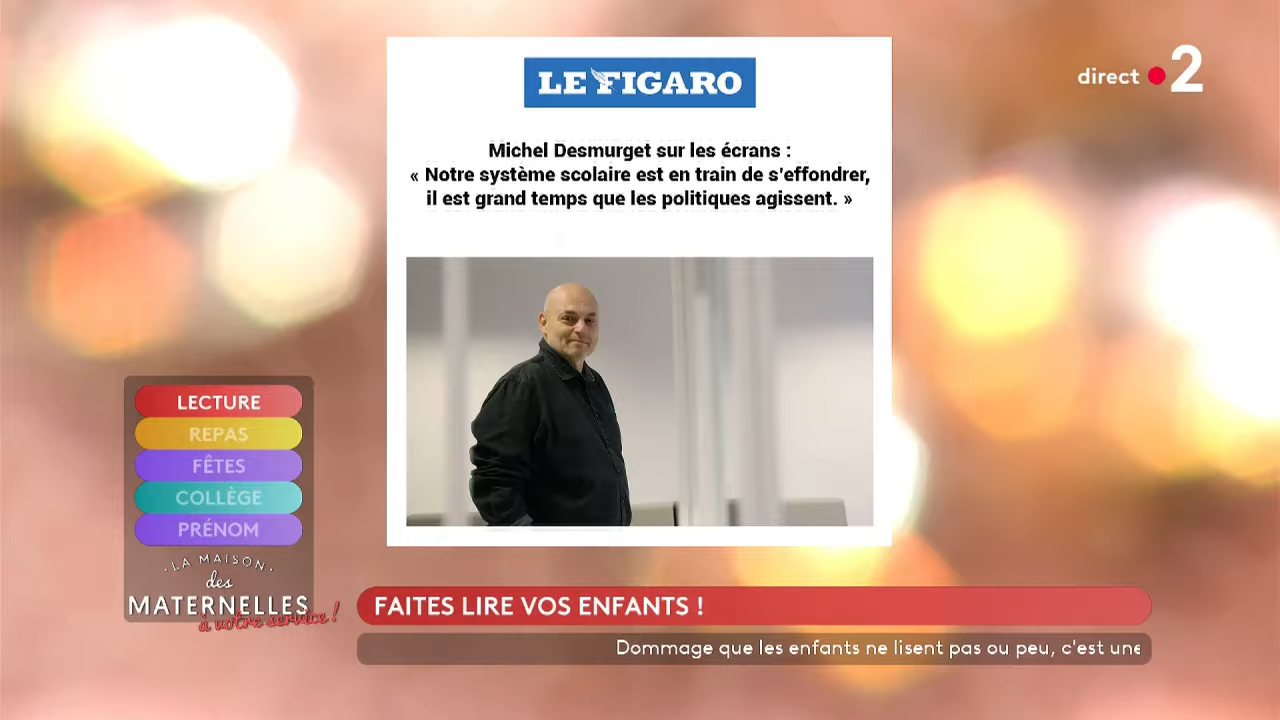 LE FIGARO
direct 2
Michel Desmurget sur les écrans :
« Notre système scolaire est en train de s'effondrer,
il est grand temps que les politiques agissent. »
LECTURE
REPAS
FÊTES
COLLÈGE
PRÉNOM
·LA MAISON·
des
MATERNELLES
à votre service !
FAITES LIRE VOS ENFANTS !
Dommage que les enfants ne lisent pas ou peu, c'est une